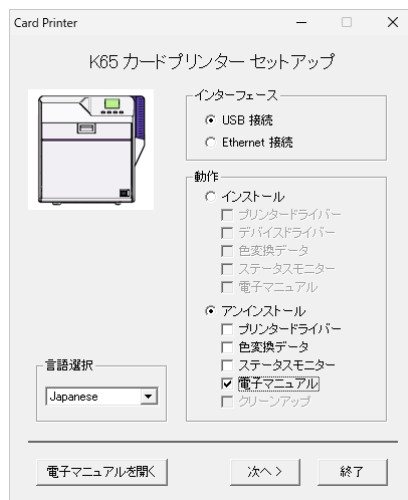 Card Printer
K65 カードプリンター セットアップ
インターフェース
USB 接続
Ethernet 接続
動作
インストール
プリンタードライバー
デバイスドライバー
色変換データ
ステータスモニター
電子マニュアル
アンインストール
プリンタードライバー
色変換データ
ステータスモニター
電子マニュアル
クリーンアップ
言語選択
Japanese
電子マニュアルを開く
次へ >
終了